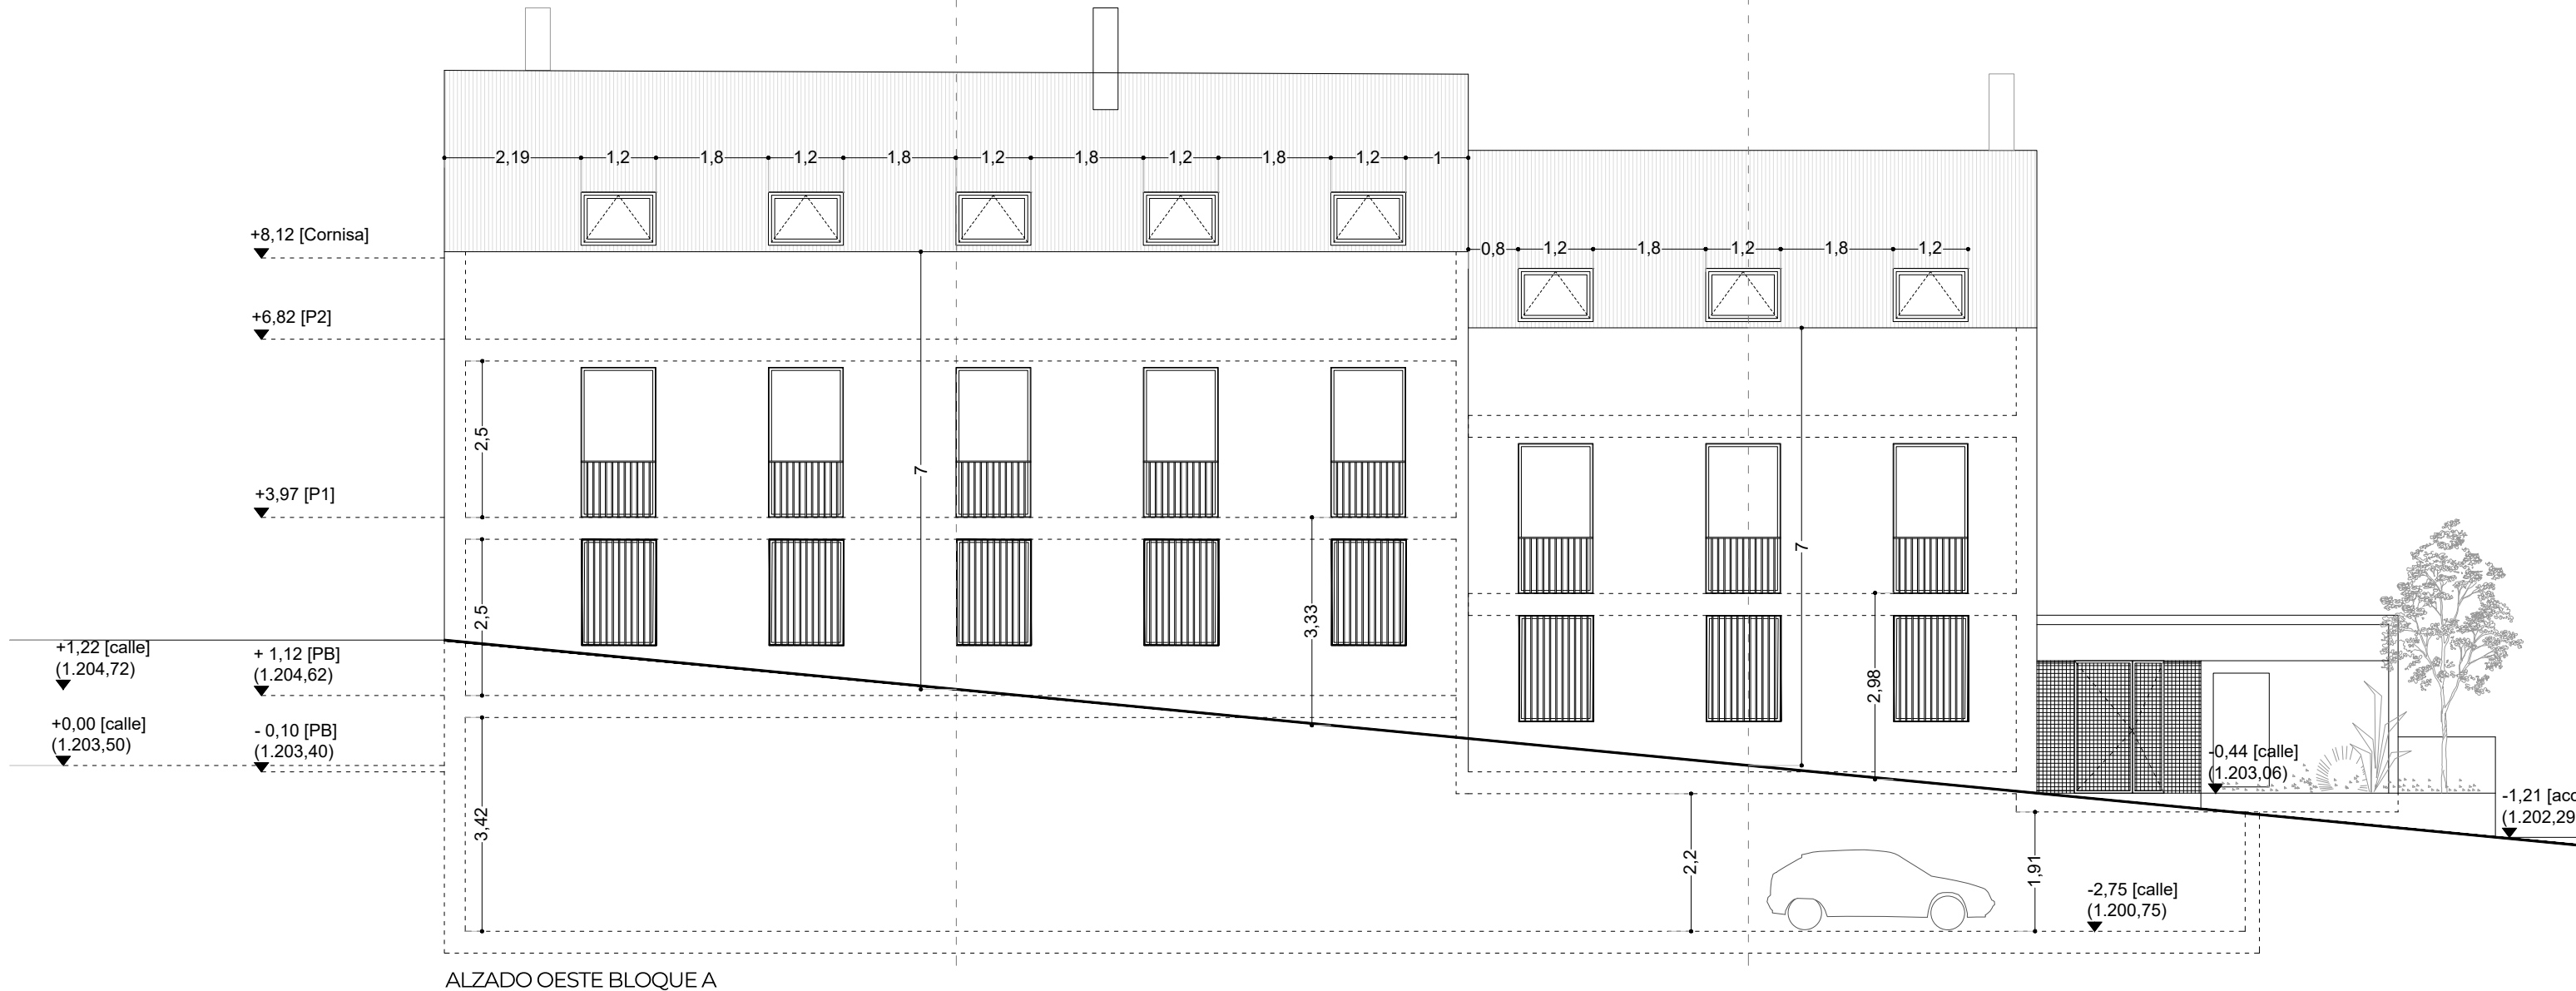 2,19 1,2 1,8 1,2 1,8 1,2 1,8 1,2 1,8 1,2 1
+8,12 [Cornisa]
0,8 1,2 1,8 1,2 1,8 1,2
+6,82 [P2]
2,5
7
+3,97 [P1]
7
2,5
3,33
2,98
+1,22 [calle]
(1.204,72)
+ 1,12 [PB]
(1.204,62)
+0,00 [calle]
(1.203,50)
- 0,10 [PB]
(1.203,40)
-0,44 [calle]
(1.203,06)
-1,21 [acc
(1.202,29
3,42
2,2
1,91
-2,75 [calle]
(1.200,75)
ALZADO OESTE BLOQUE A